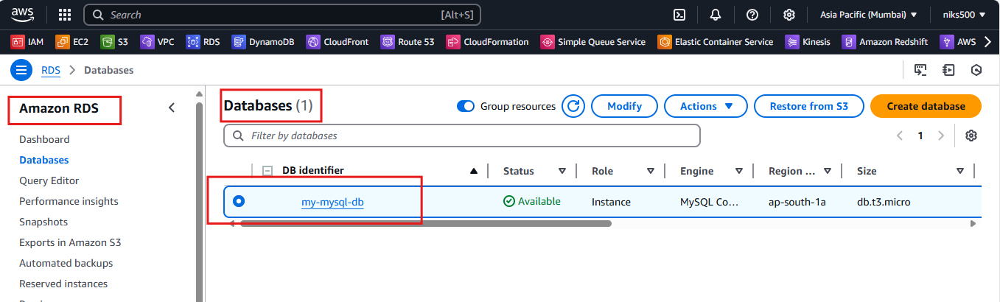 aws Search [Alt+S] Asia Pacific (Mumbai) niks500
IAM EC2 S3 VPC RDS DynamoDB CloudFront Route 53 CloudFormation Simple Queue Service Elastic Container Service Kinesis Amazon Redshift AWS
RDS Databases
Amazon RDS
Dashboard
Databases
Query Editor
Performance insights
Snapshots
Exports in Amazon S3
Automated backups
Reserved instances
Databases (1) Group resources Modify Actions Restore from S3 Create database
Filter by databases 1
DB identifier Status Role Engine Region ... Size
my-mysql-db Available Instance MySQL Co... ap-south-1a db.t3.micro